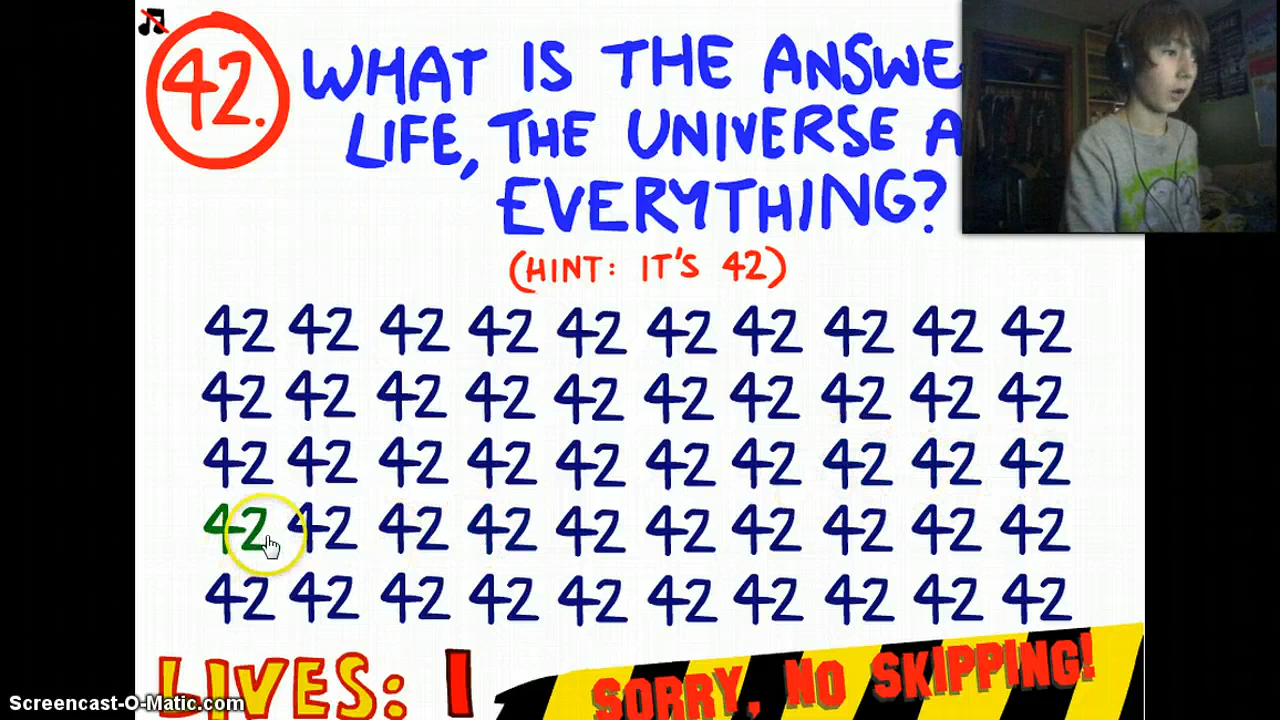 42. WHAT IS THE ANSWE
LIFE, THE UNIVERSE A
EVERYTHING?
(HINT: IT'S 42)
42 42 42 42 42 42 42 42 42 42
42 42 42 42 42 42 42 42 42 42
42 42 42 42 42 42 42 42 42 42
42 42 42 42 42 42 42 42 42 42
42 42 42 42 42 42 42 42 42 42
LIVES: 1
SORRY, NO SKIPPING!
Screencast-O-Matic.com